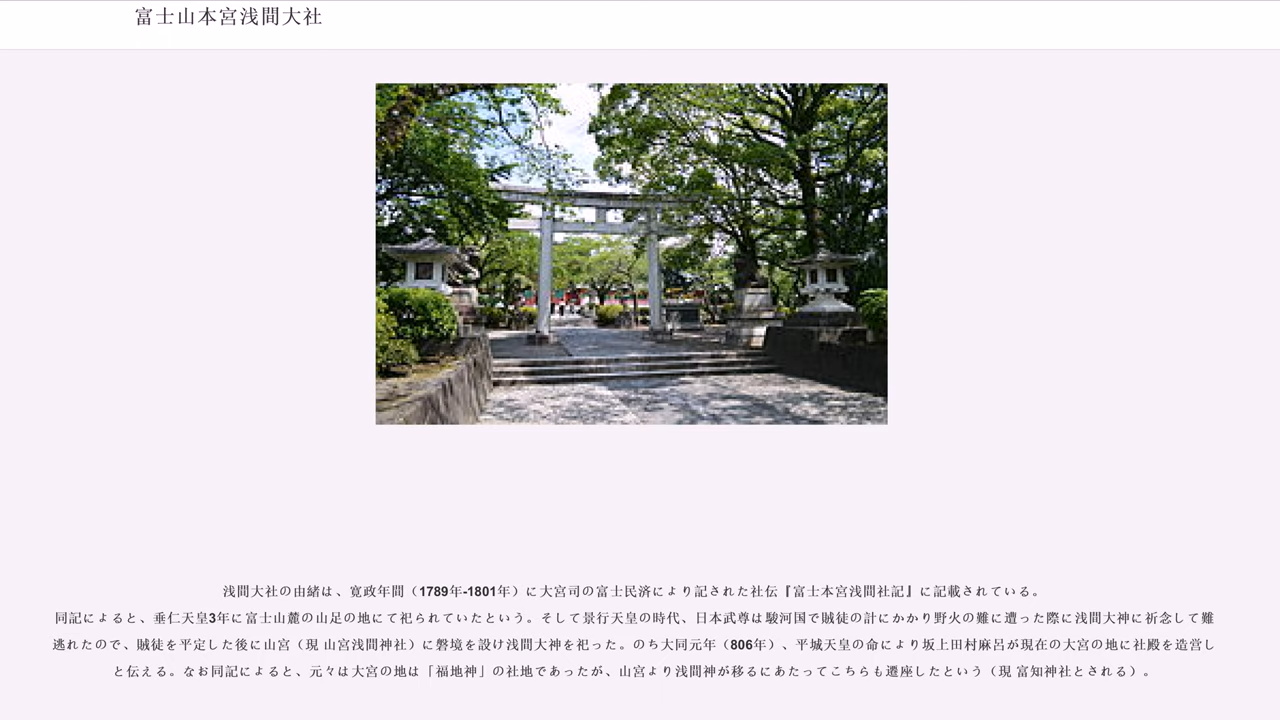 富士山本宮浅間大社
浅間大社の由緒は、寛政年間（1789年-1801年）に大宮司の富士民済により記された社伝『富士本宮浅間社記』に記載されている。
同記によると、垂仁天皇3年に富士山麓の山足の地にて祀られていたという。そして景行天皇の時代、日本武尊は駿河国で賊徒の計にかかり野火の難に遭った際に浅間大神に祈念して難
逃れたので、賊徒を平定した後に山宮（現 山宮浅間神社）に磐境を設け浅間大神を祀った。のち大同元年（806年）、平城天皇の命により坂上田村麻呂が現在の大宮の地に社殿を造営し
と伝える。なお同記によると、元々は大宮の地は「福地神」の社地であったが、山宮より浅間神が移るにあたってこちらも遷座したという（現 富知神社とされる）。